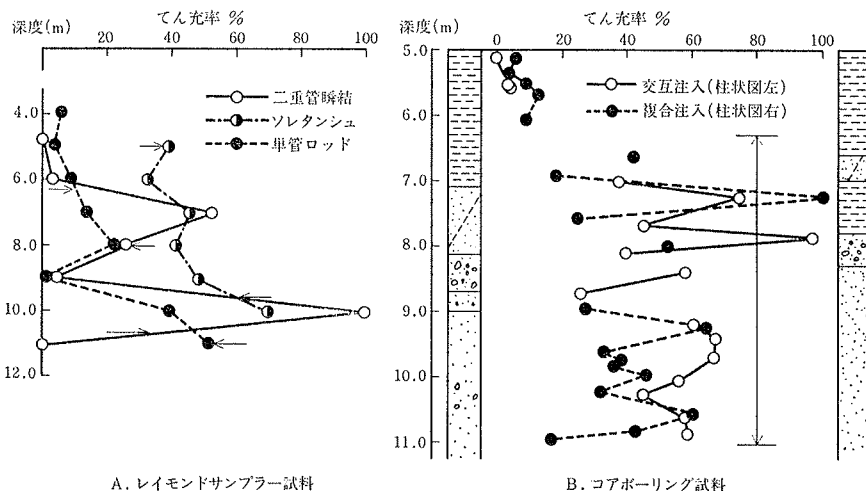 てん充率 %
深度(m)
0 20 40 60 80 100
4.0
6.0
8.0
10.0
12.0
二重管瞬結
ソレタンシュ
単管ロッド
A. レイモンドサンプラー試料
てん充率 %
深度(m)
0 20 40 60 80 100
5.0
6.0
7.0
8.0
9.0
10.0
11.0
交互注入(柱状図左)
複合注入(柱状図右)
B. コアボーリング試料